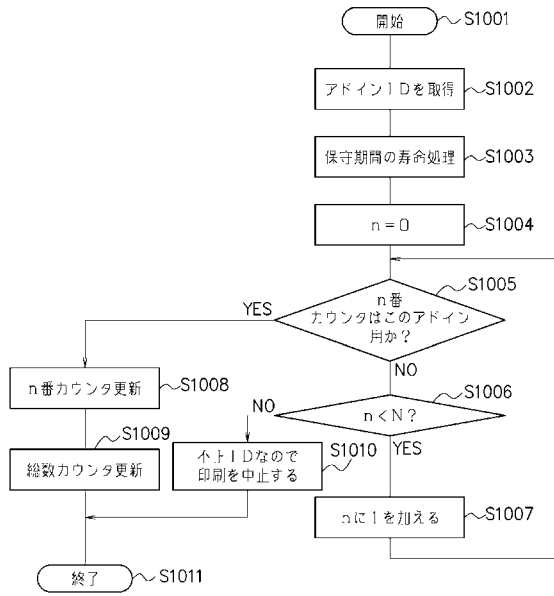 開始
S1001
アドインIDを取得
S1002
保守期間の寿命処理
S1003
n=0
S1004
n番
カウンタはこのアドイン
用か?
S1005
YES
NO
n番カウンタ更新
S1008
n<N?
S1006
NO
YES
総数カウンタ更新
S1009
不正IDなので
印刷を中止する
S1010
nに1を加える
S1007
終了
S1011